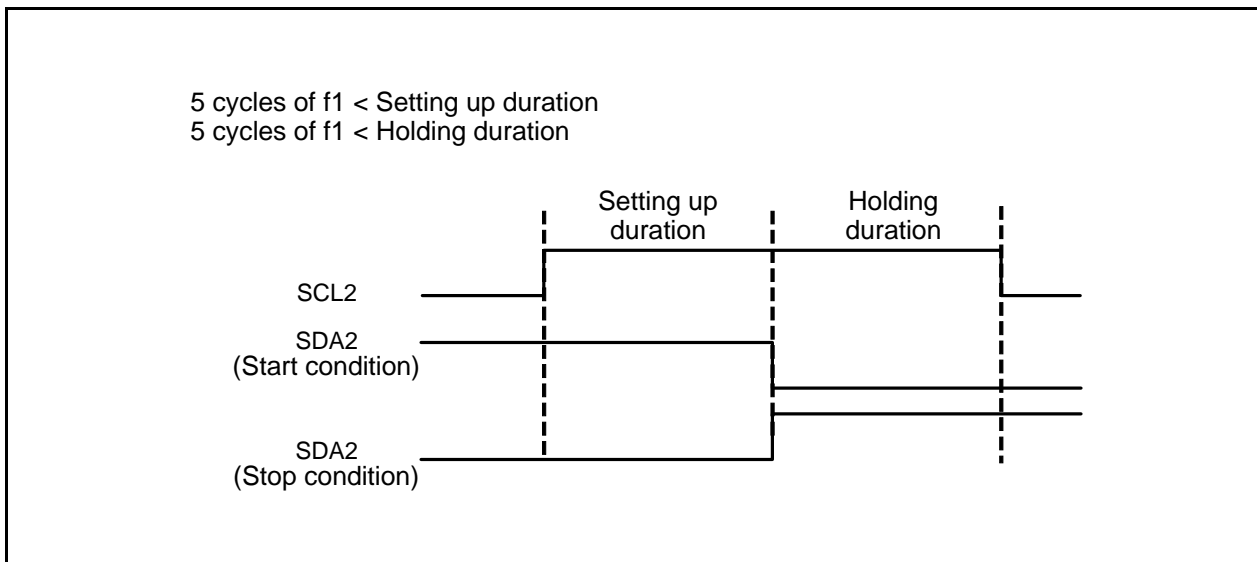 5 cycles of f1 < Setting up duration
5 cycles of f1 < Holding duration
Setting up
duration
Holding
duration
SCL2
SDA2
(Start condition)
SDA2
(Stop condition)